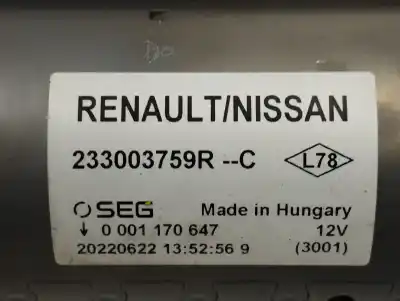 RENAULT/NISSAN
233003759R --C L78
SEG Made in Hungary
↓ 0 001 170 647 12V
20220622 13:52:56 9 (3001)